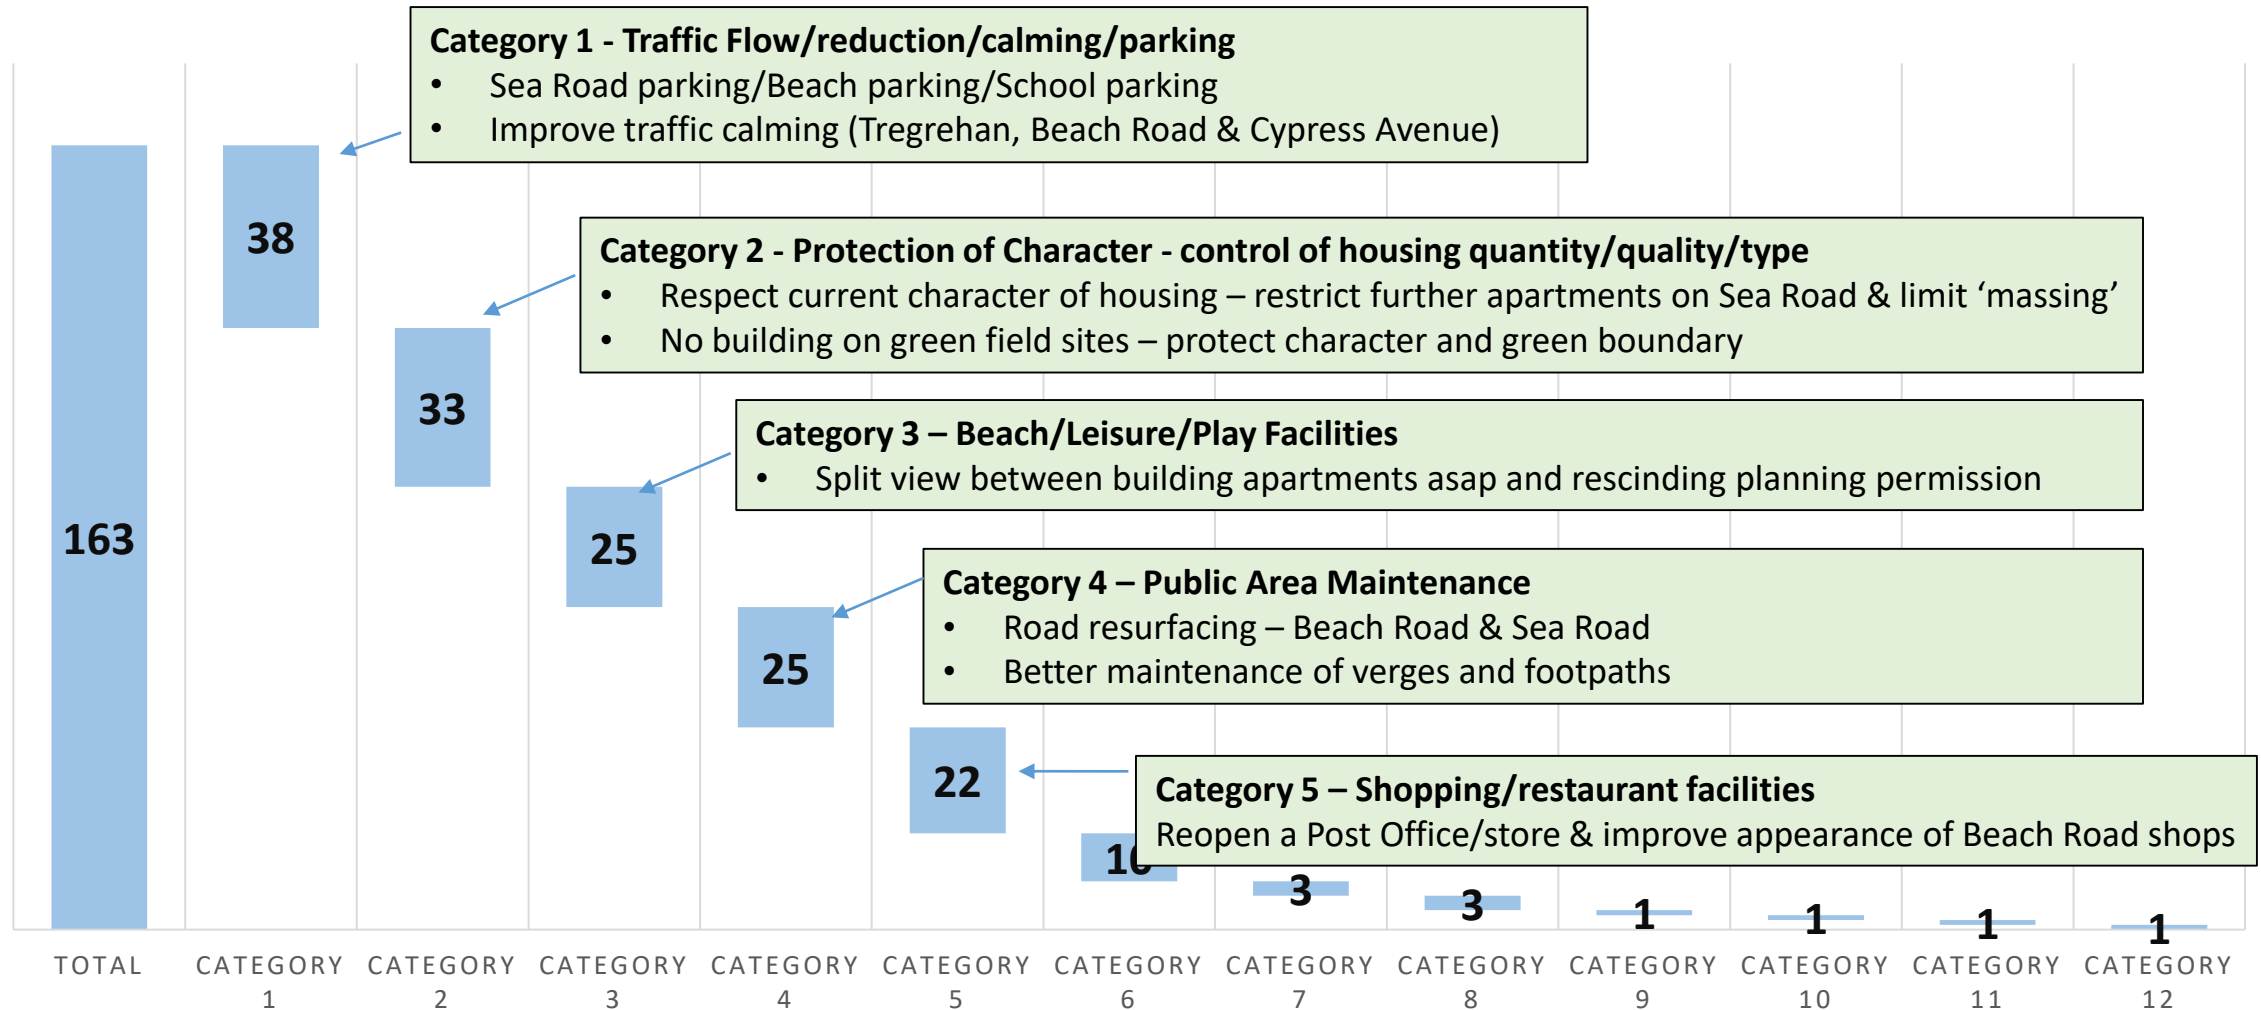 Category 1 - Traffic Flow/reduction/calming/parking
• Sea Road parking/Beach parking/School parking
• Improve traffic calming (Tregrehan, Beach Road & Cypress Avenue)
38
Category 2 - Protection of Character - control of housing quantity/quality/type
• Respect current character of housing – restrict further apartments on Sea Road & limit ‘massing’
• No building on green field sites – protect character and green boundary
33
Category 3 – Beach/Leisure/Play Facilities
• Split view between building apartments asap and rescinding planning permission
163
25
Category 4 – Public Area Maintenance
• Road resurfacing – Beach Road & Sea Road
• Better maintenance of verges and footpaths
25
22
Category 5 – Shopping/restaurant facilities
Reopen a Post Office/store & improve appearance of Beach Road shops
10
3
3
1
1
1
1
TOTAL
CATEGORY
1
CATEGORY
2
CATEGORY
3
CATEGORY
4
CATEGORY
5
CATEGORY
6
CATEGORY
7
CATEGORY
8
CATEGORY
9
CATEGORY
10
CATEGORY
11
CATEGORY
12